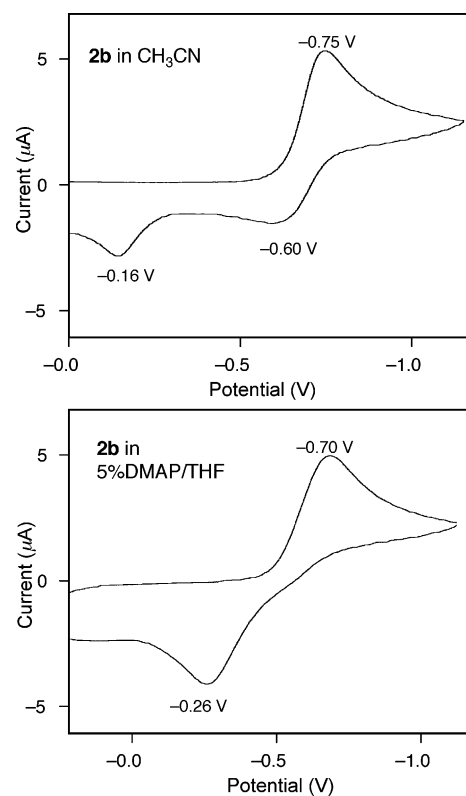 2b in CH₃CN
−0.75 V
5
0
−5
Current (μA)
−0.60 V
−0.16 V
−0.0
−0.5
−1.0
Potential (V)
2b in
5%DMAP/THF
−0.70 V
5
0
−5
Current (μA)
−0.26 V
−0.0
−0.5
−1.0
Potential (V)